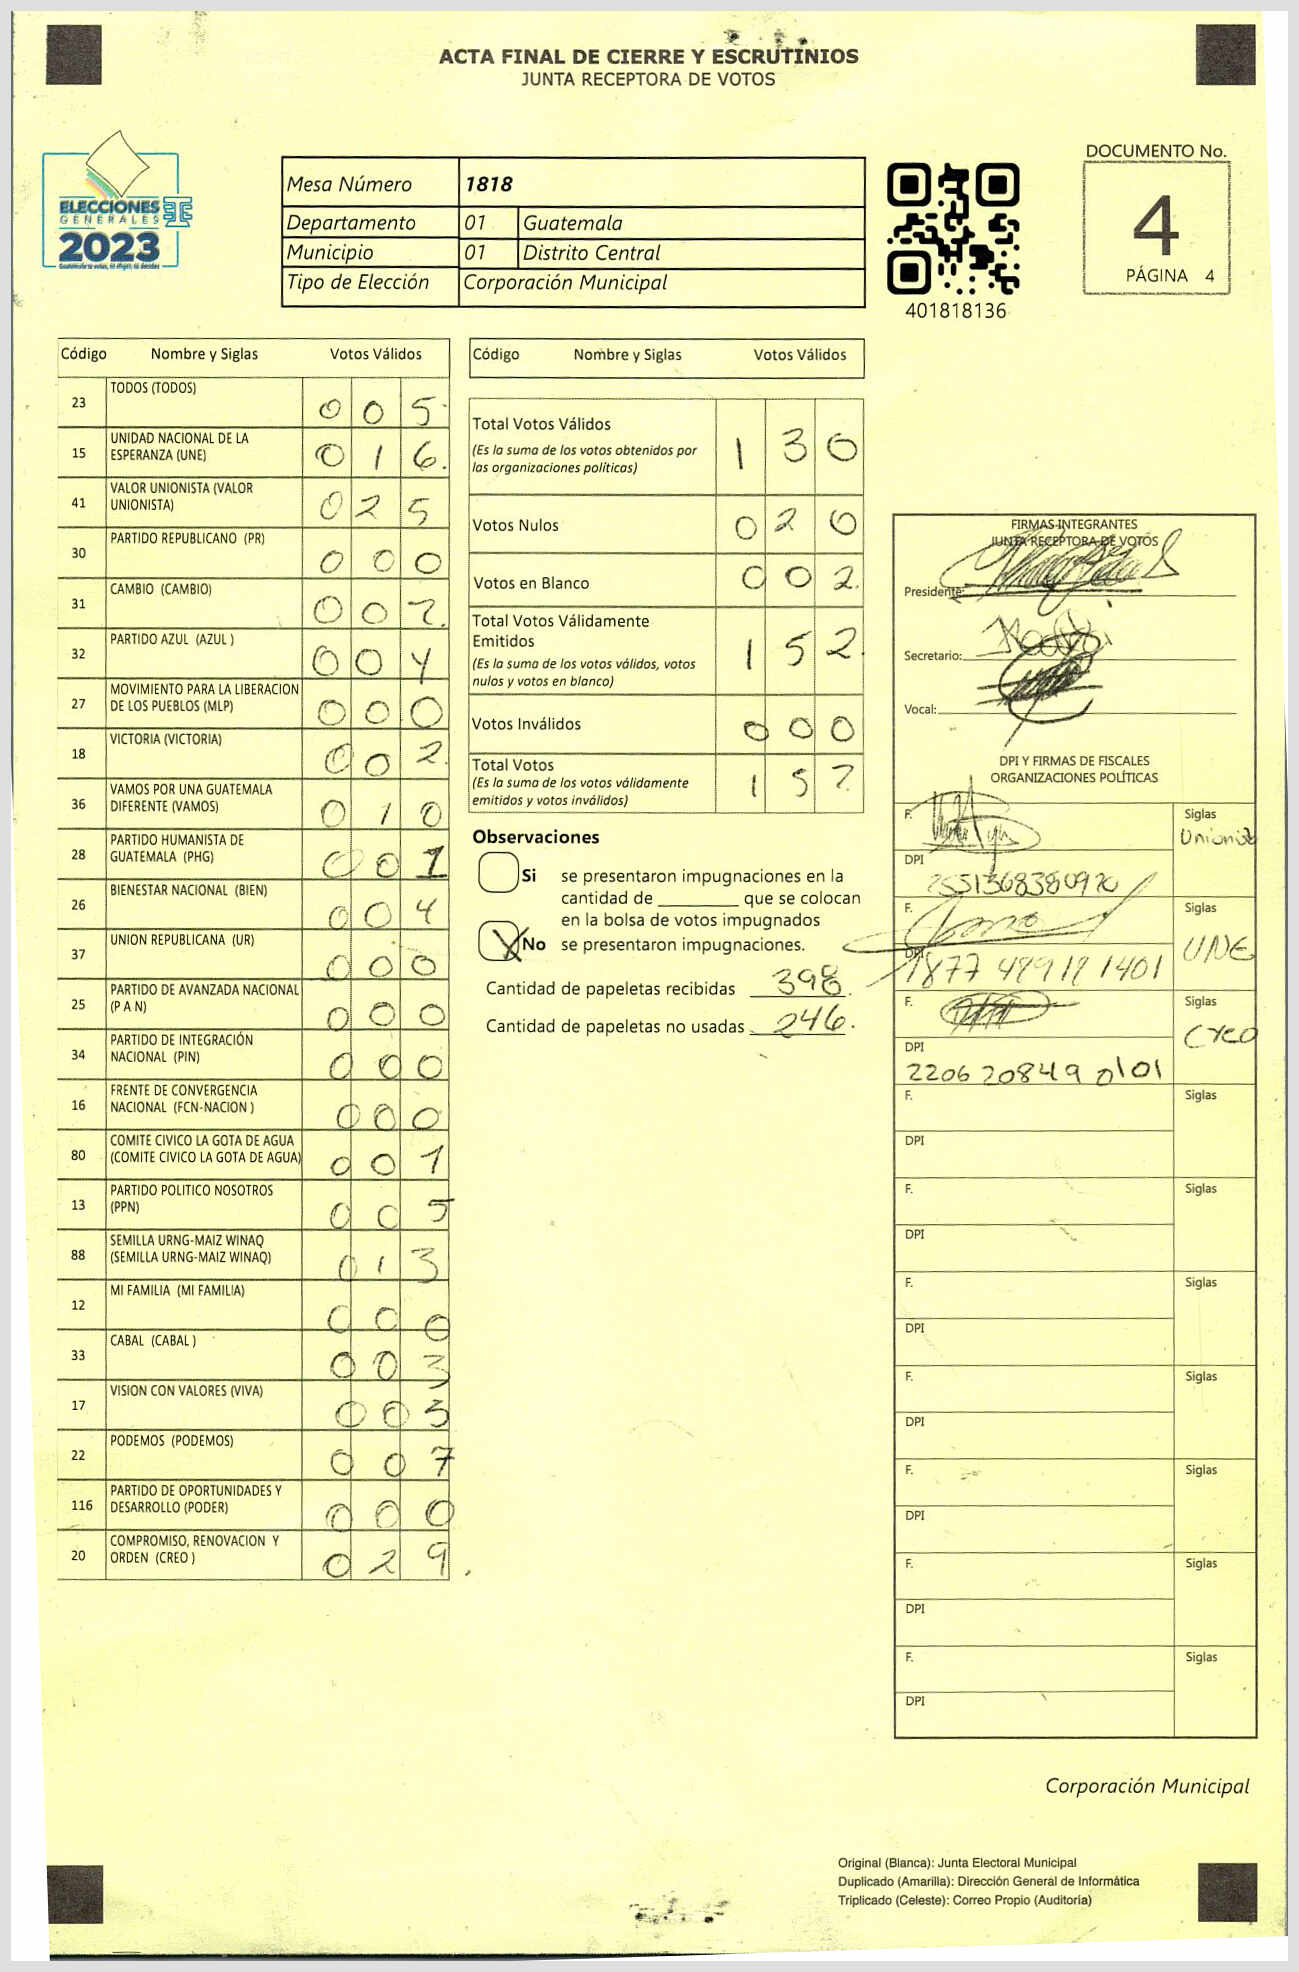 ACTA FINAL DE CIERRE Y ESCRUTINIOS
JUNTA RECEPTORA DE VOTOS
ELECCIONES
GENERALES
2023
Mesa Número 1818
Departamento 01 Guatemala
Municipio 01 Distrito Central
Tipo de Elección Corporación Municipal
401818136
DOCUMENTO No.
4
PÁGINA 4
Código Nombre y Siglas Votos Válidos
23 TODOS (TODOS) 0 0 5
15 UNIDAD NACIONAL DE LA
ESPERANZA (UNE) 0 1 6
41 VALOR UNIONISTA (VALOR
UNIONISTA) 0 2 5
30 PARTIDO REPUBLICANO (PR) 0 0 0
31 CAMBIO (CAMBIO) 0 0 2
32 PARTIDO AZUL (AZUL ) 0 0 4
27 MOVIMIENTO PARA LA LIBERACION
DE LOS PUEBLOS (MLP) 0 0 0
18 VICTORIA (VICTORIA) 0 0 2
36 VAMOS POR UNA GUATEMALA
DIFERENTE (VAMOS) 0 1 0
28 PARTIDO HUMANISTA DE
GUATEMALA (PHG) 0 0 1
26 BIENESTAR NACIONAL (BIEN) 0 0 4
37 UNION REPUBLICANA (UR) 0 0 0
25 PARTIDO DE AVANZADA NACIONAL
(P A N) 0 0 0
34 PARTIDO DE INTEGRACIÓN
NACIONAL (PIN) 0 0 0
16 FRENTE DE CONVERGENCIA
NACIONAL (FCN-NACION ) 0 0 0
80 COMITE CIVICO LA GOTA DE AGUA
(COMITE CIVICO LA GOTA DE AGUA) 0 0 1
13 PARTIDO POLITICO NOSOTROS
(PPN) 0 0 5
88 SEMILLA URNG-MAIZ WINAQ
(SEMILLA URNG-MAIZ WINAQ) 0 1 3
12 MI FAMILIA (MI FAMILIA) 0 0 0
33 CABAL (CABAL ) 0 0 3
17 VISION CON VALORES (VIVA) 0 0 3
22 PODEMOS (PODEMOS) 0 0 7
116 PARTIDO DE OPORTUNIDADES Y
DESARROLLO (PODER) 0 0 0
20 COMPROMISO, RENOVACION Y
ORDEN (CREO ) 0 2 9
Código Nombre y Siglas Votos Válidos
Total Votos Válidos 1 3 0
(Es la suma de los votos obtenidos por
las organizaciones políticas)
Votos Nulos 0 2 0
Votos en Blanco 0 0 2
Total Votos Válidamente
Emitidos 1 5 2
(Es la suma de los votos válidos, votos
nulos y votos en blanco)
Votos Inválidos 0 0 0
Total Votos 1 5 2
(Es la suma de los votos válidamente
emitidos y votos inválidos)
Observaciones
Si se presentaron impugnaciones en la
cantidad de ________ que se colocan
en la bolsa de votos impugnados
X No se presentaron impugnaciones.
Cantidad de papeletas recibidas 398
Cantidad de papeletas no usadas 246
FIRMAS INTEGRANTES
JUNTA RECEPTORA DE VOTOS
Presidente:
Secretario:
Vocal:
DPI Y FIRMAS DE FISCALES
ORGANIZACIONES POLÍTICAS
F. Siglas
Unionista
DPI
F. Siglas
UNE
DPI
F. Siglas
Creo
DPI
2206 20849 0101
F. Siglas
DPI
F. Siglas
DPI
F. Siglas
DPI
F. Siglas
DPI
F. Siglas
DPI
F. Siglas
DPI
F. Siglas
DPI
Corporación Municipal
Original (Blanca): Junta Electoral Municipal
Duplicado (Amarilla): Dirección General de Informática
Triplicado (Celeste): Correo Propio (Auditoría)